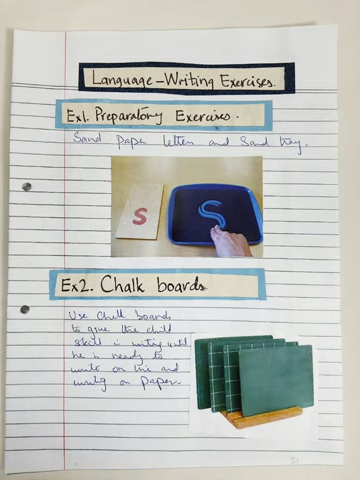 Language-Writing Exercises.
Ex1. Preparatory Exercises.
Sand Paper letters and Sand tray.
s
S
Ex2. Chalk boards
Use Chalk boards
to give the child
skill in writing until
he is ready to
write on line and
writing on Paper.